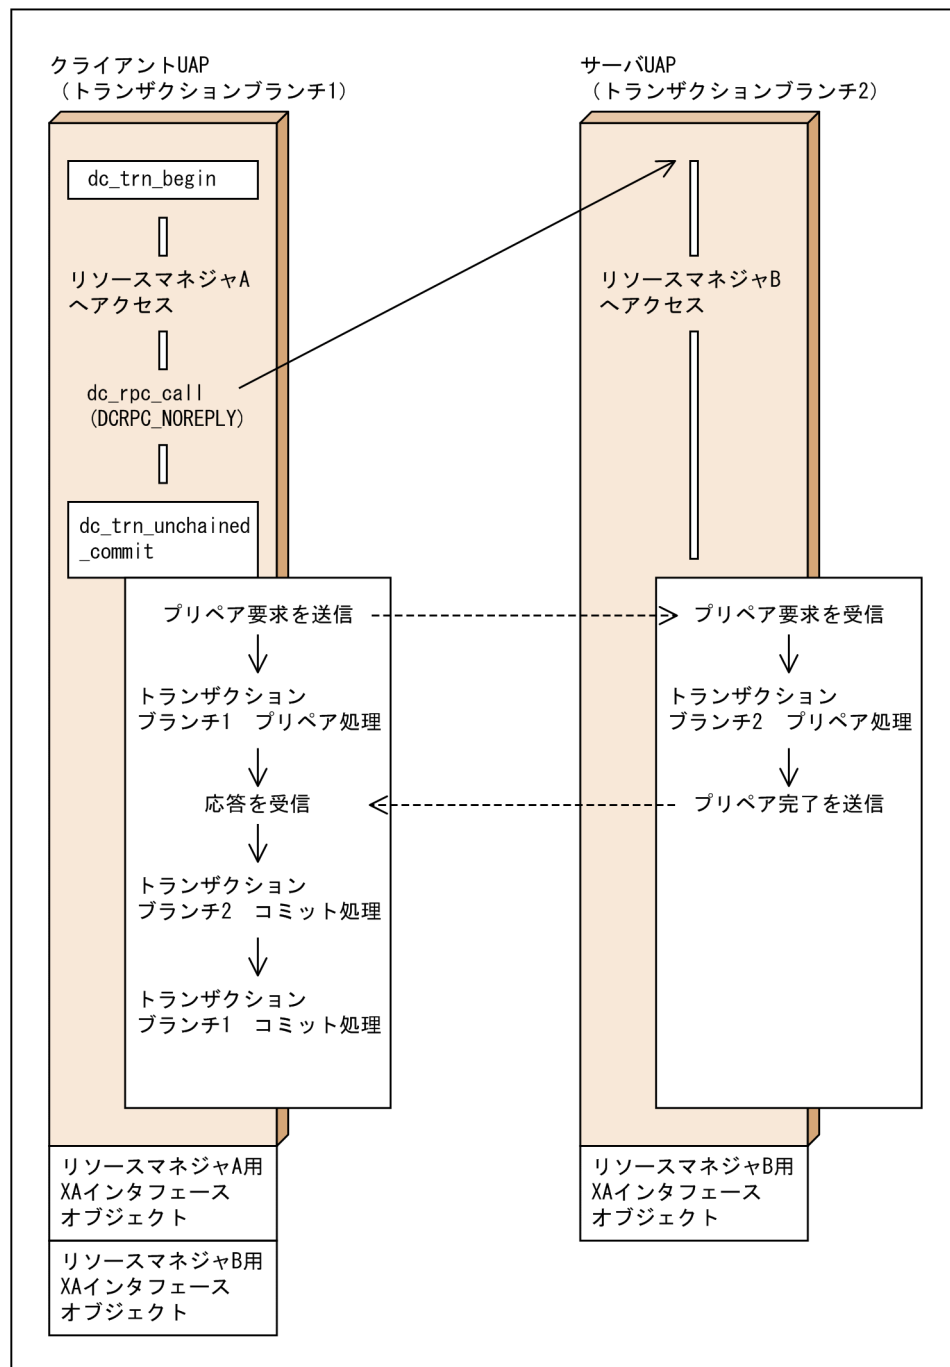 クライアントUAP
（トランザクションブランチ1）
dc_trn_begin
リソースマネジャA
へアクセス
dc_rpc_call
(DCRPC_NOREPLY)
dc_trn_unchained
_commit
プリペア要求を送信
トランザクション
ブランチ1　プリペア処理
応答を受信
トランザクション
ブランチ2　コミット処理
トランザクション
ブランチ1　コミット処理
リソースマネジャA用
XAインタフェース
オブジェクト
リソースマネジャB用
XAインタフェース
オブジェクト
サーバUAP
（トランザクションブランチ2）
リソースマネジャB
へアクセス
プリペア要求を受信
トランザクション
ブランチ2　プリペア処理
プリペア完了を送信
リソースマネジャB用
XAインタフェース
オブジェクト